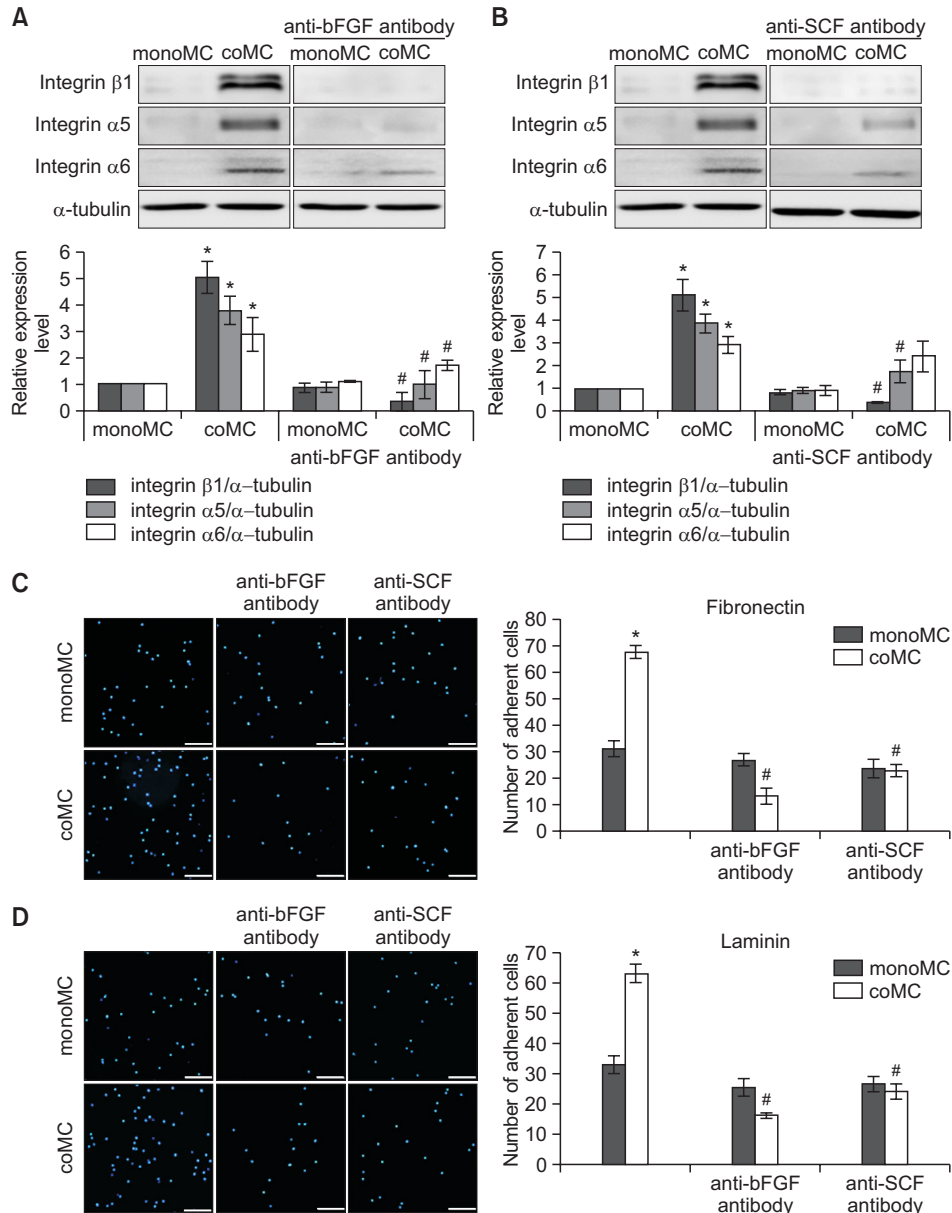 A
anti-bFGF antibody
monoMC coMC monoMC coMC
Integrin β1
Integrin α5
Integrin α6
α-tubulin
Relative expression
level
6
5
4
3
2
1
0
* * *
# # #
monoMC coMC monoMC coMC
anti-bFGF antibody
integrin β1/α–tubulin
integrin α5/α–tubulin
integrin α6/α–tubulin
B
anti-SCF antibody
monoMC coMC monoMC coMC
Integrin β1
Integrin α5
Integrin α6
α-tubulin
Relative expression
level
7
6
5
4
3
2
1
0
* * *
# #
monoMC coMC monoMC coMC
anti-SCF antibody
integrin β1/α–tubulin
integrin α5/α–tubulin
integrin α6/α–tubulin
C
anti-bFGF
antibody
anti-SCF
antibody
monoMC
coMC
Fibronectin
Number of adherent cells
80
70
60
50
40
30
20
10
0
*
# #
monoMC
coMC
anti-bFGF
antibody
anti-SCF
antibody
D
anti-bFGF
antibody
anti-SCF
antibody
monoMC
coMC
Laminin
Number of adherent cells
70
60
50
40
30
20
10
0
*
# #
monoMC
coMC
anti-bFGF
antibody
anti-SCF
antibody